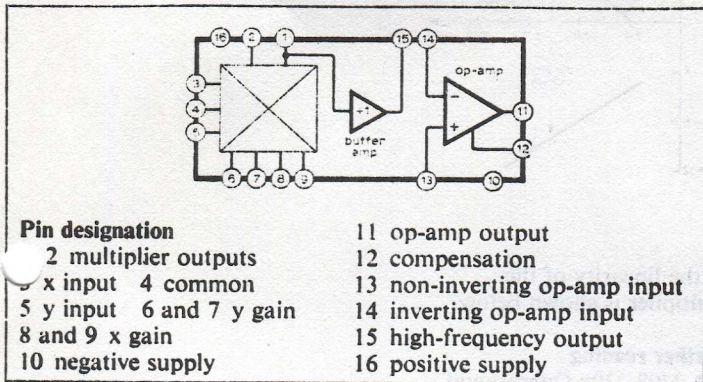 16 2 1 15 14
op-amp
3
4
5
+1
buffer
amp
−
+
11
12
6 7 8 9 13 10
Pin designation
2 multiplier outputs
x input 4 common
5 y input 6 and 7 y gain
8 and 9 x gain
10 negative supply
11 op-amp output
12 compensation
13 non-inverting op-amp input
14 inverting op-amp input
15 high-frequency output
16 positive supply